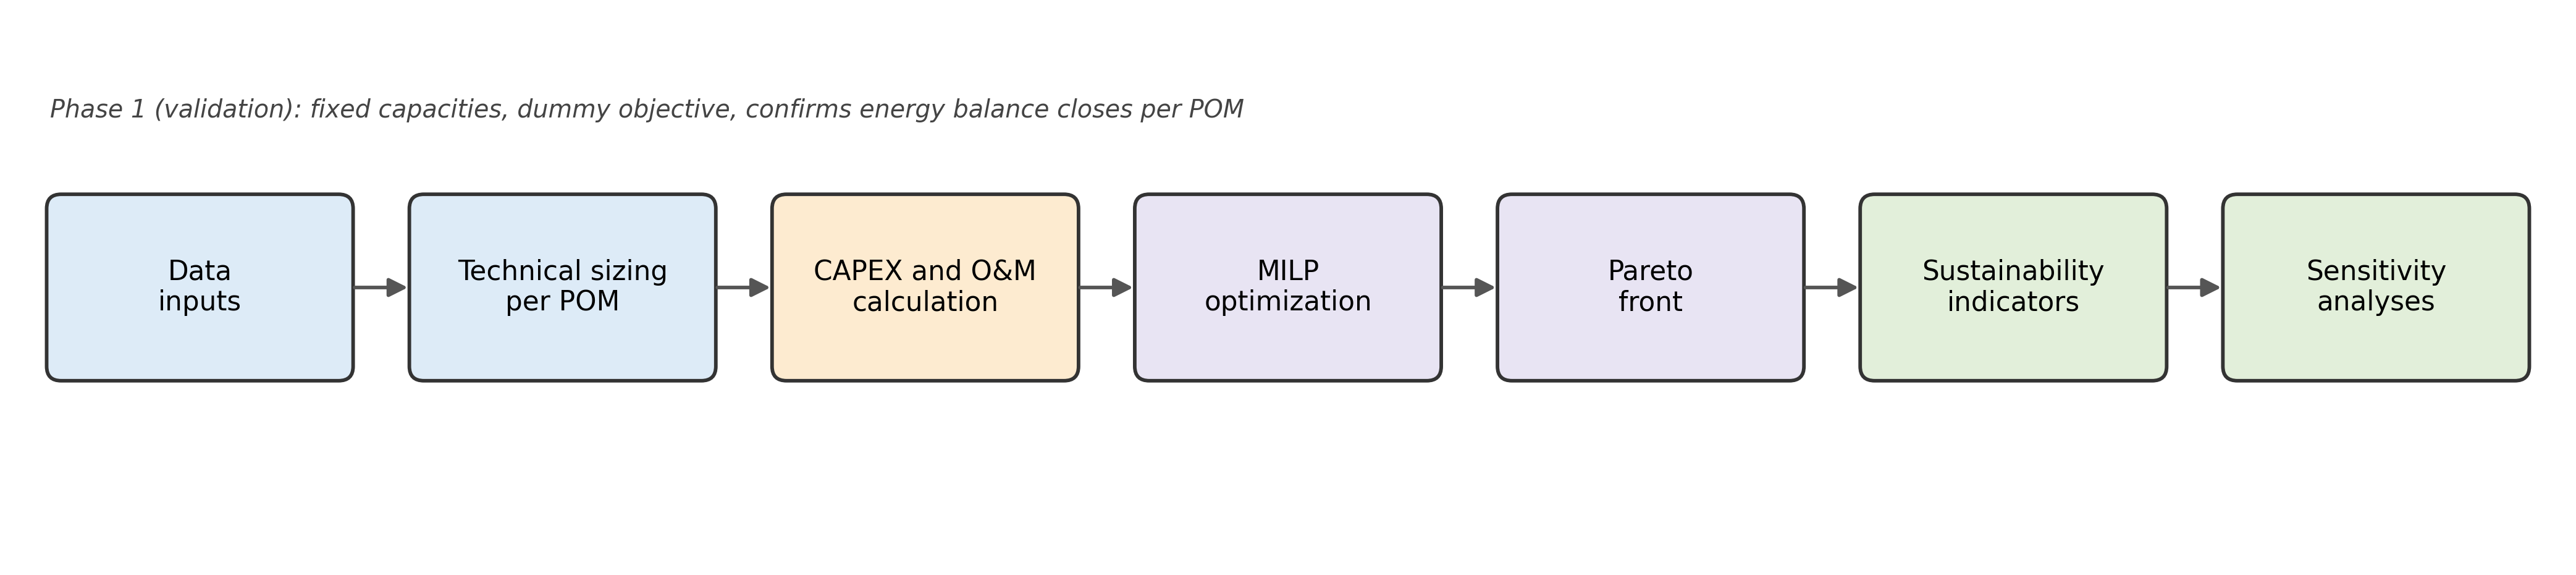 Phase 1 (validation): fixed capacities, dummy objective, confirms energy balance closes per POM
Data
inputs
Technical sizing
per POM
CAPEX and O&M
calculation
MILP
optimization
Pareto
front
Sustainability
indicators
Sensitivity
analyses